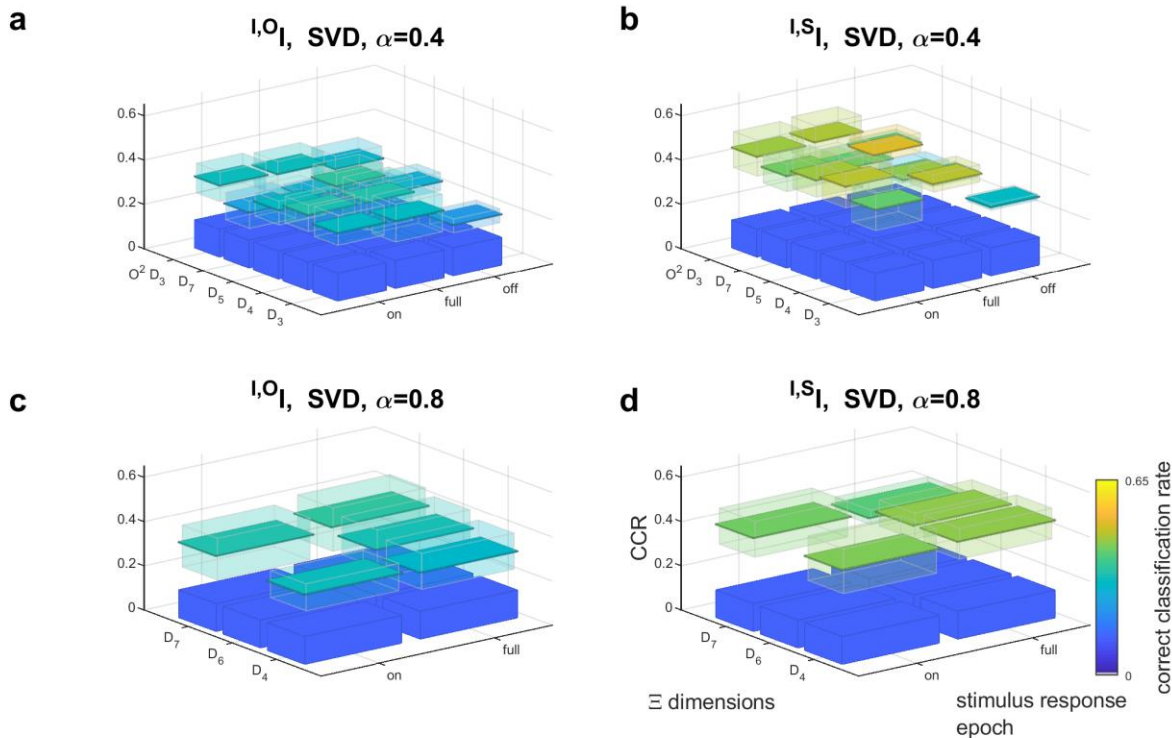 a
I,O I, SVD, α=0.4
0.6
0.4
0.2
0
O² D₃
D₇
D₅
D₄
D₃
on
full
off
b
I,S I, SVD, α=0.4
0.6
0.4
0.2
0
O² D₃
D₇
D₅
D₄
D₃
on
full
off
c
I,O I, SVD, α=0.8
0.6
0.4
0.2
0
D₇
D₆
D₄
on
full
d
I,S I, SVD, α=0.8
CCR
0.6
0.4
0.2
0
D₇
D₆
D₄
on
full
0.65
0
correct classification rate
Ξ dimensions
stimulus response
epoch